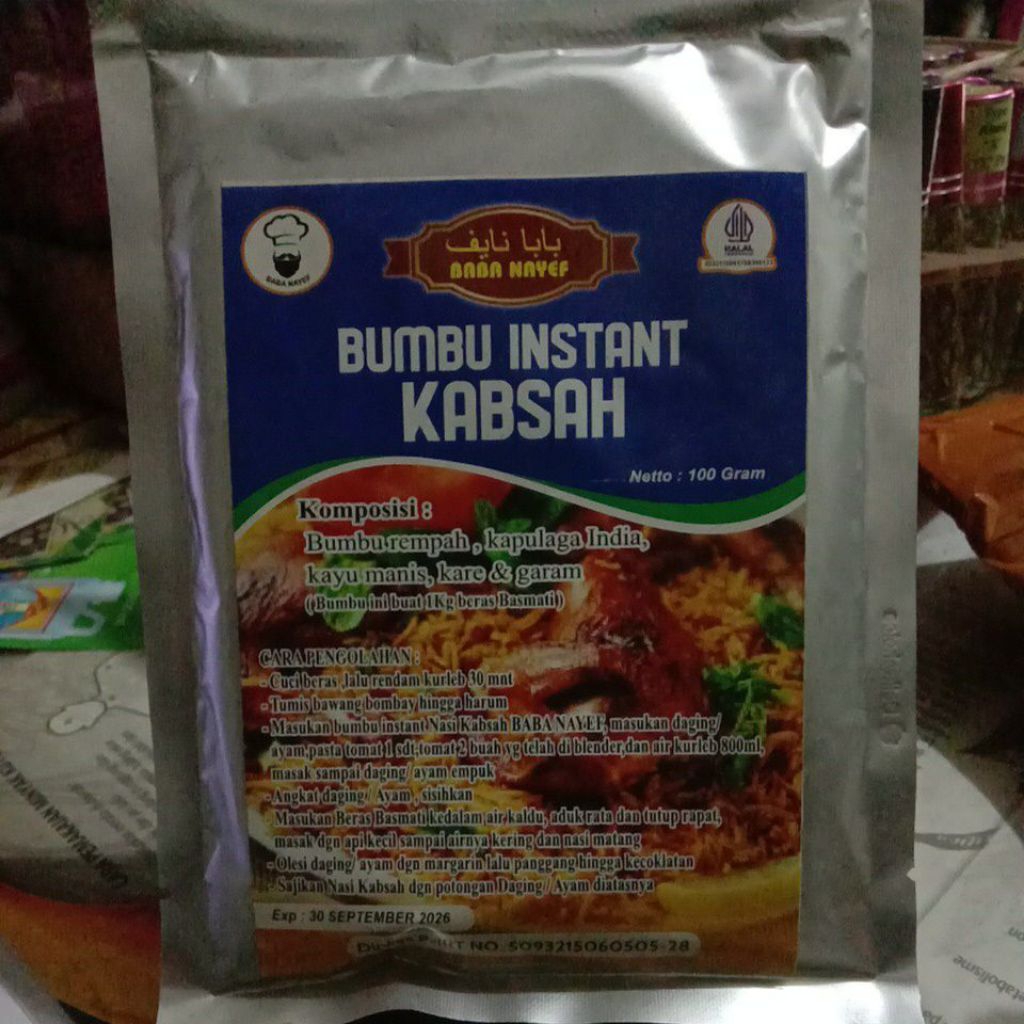 بابا نايف
BABA NAYEF
BABA NAYEF
HALAL
BUMBU INSTANT
KABSAH
Netto : 100 Gram
Komposisi :
Bumbu rempah , kapulaga India,
kayu manis, kare & garam
(Bumbu ini buat 1Kg beras Basmati)
CARA PENGOLAHAN :
- Cuci beras ,lalu rendam kurleb 30 mnt
- Tumis bawang bombay hingga harum
- Masukan bumbu instant Nasi Kabsah BABA NAYEF, masukan daging/
ayam,pasta tomat 1 sdt,tomat 2 buah yg telah di blender,dan air kurleb 800ml,
masak sampai daging/ ayam empuk
- Angkat daging / Ayam , sisihkan
- Masukan Beras Basmati kedalam air kaldu, aduk rata dan tutup rapat,
masak dgn api kecil sampai airnya kering dan nasi matang
- Olesi daging/ ayam dgn margarin lalu panggang hingga kecoklatan
- Sajikan Nasi Kabsah dgn potongan Daging / Ayam diatasnya
Exp : 30 SEPTEMBER 2026
NO. 5093215060505-28